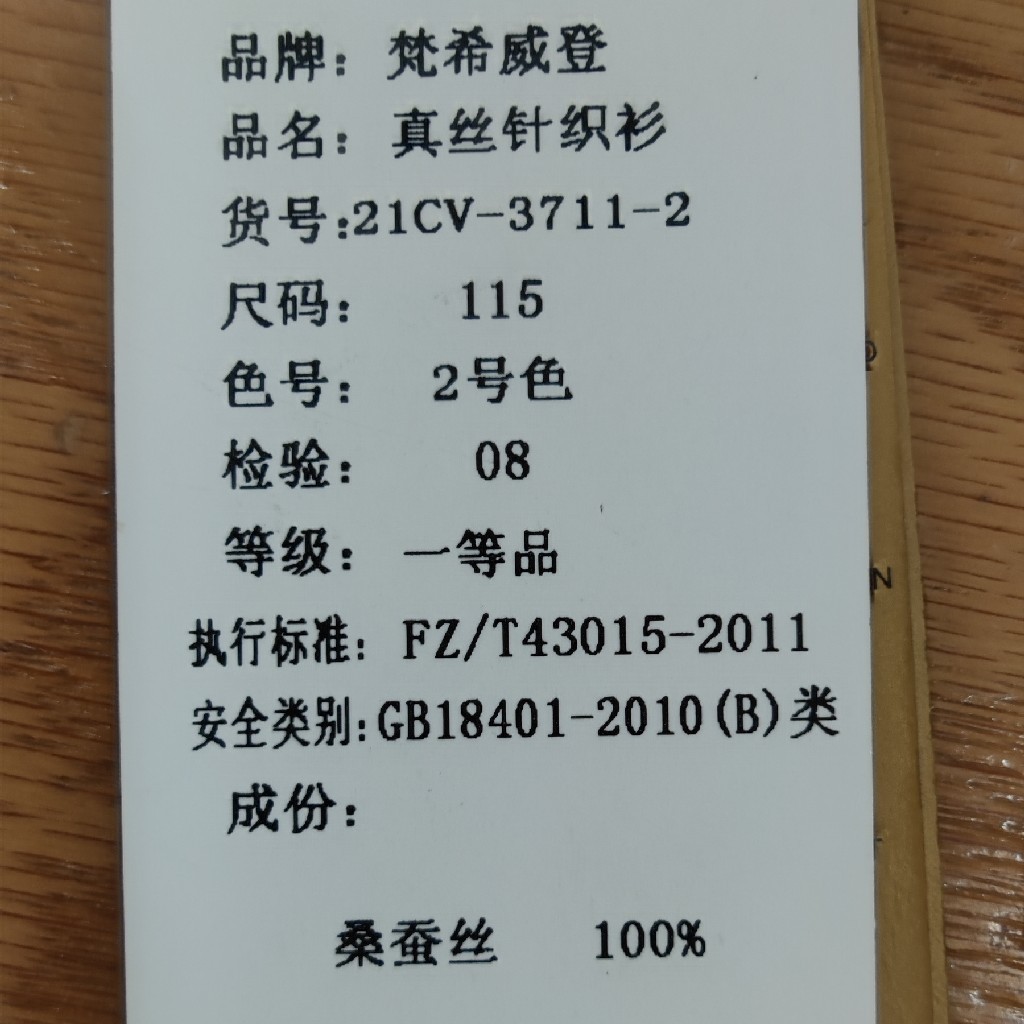 品牌：梵希威登
品名：真丝针织衫
货号:21CV-3711-2
尺码：115
色号：2号色
检验：08
等级：一等品
执行标准：FZ/T43015-2011
安全类别:GB18401-2010(B)类
成份：
桑蚕丝 100%
N